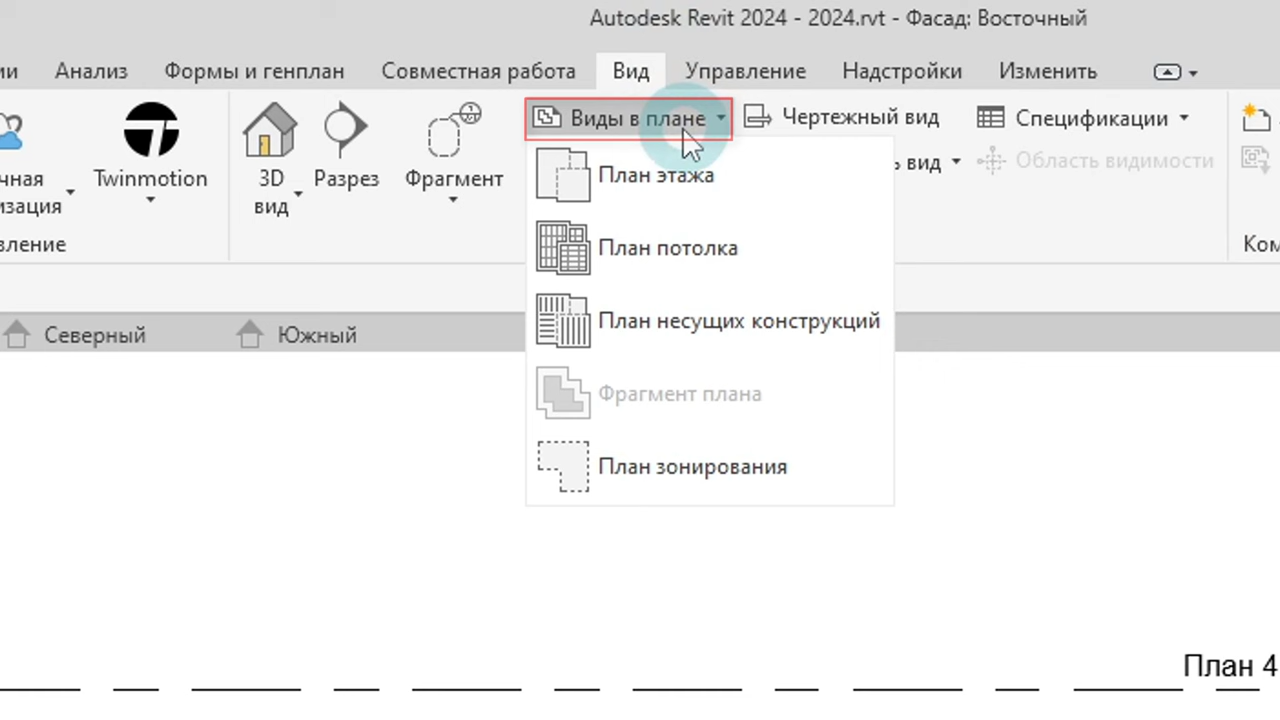 Autodesk Revit 2024 - 2024.rvt - Фасад: Восточный
ии Анализ Формы и генплан Совместная работа Вид Управление Надстройки Изменить
Виды в плане Чертежный вид Спецификации
вид Область видимости
чная
изация
Twinmotion
3D
вид
Разрез
Фрагмент
вление
Ком
План этажа
План потолка
План несущих конструкций
Фрагмент плана
План зонирования
Северный Южный
План 4